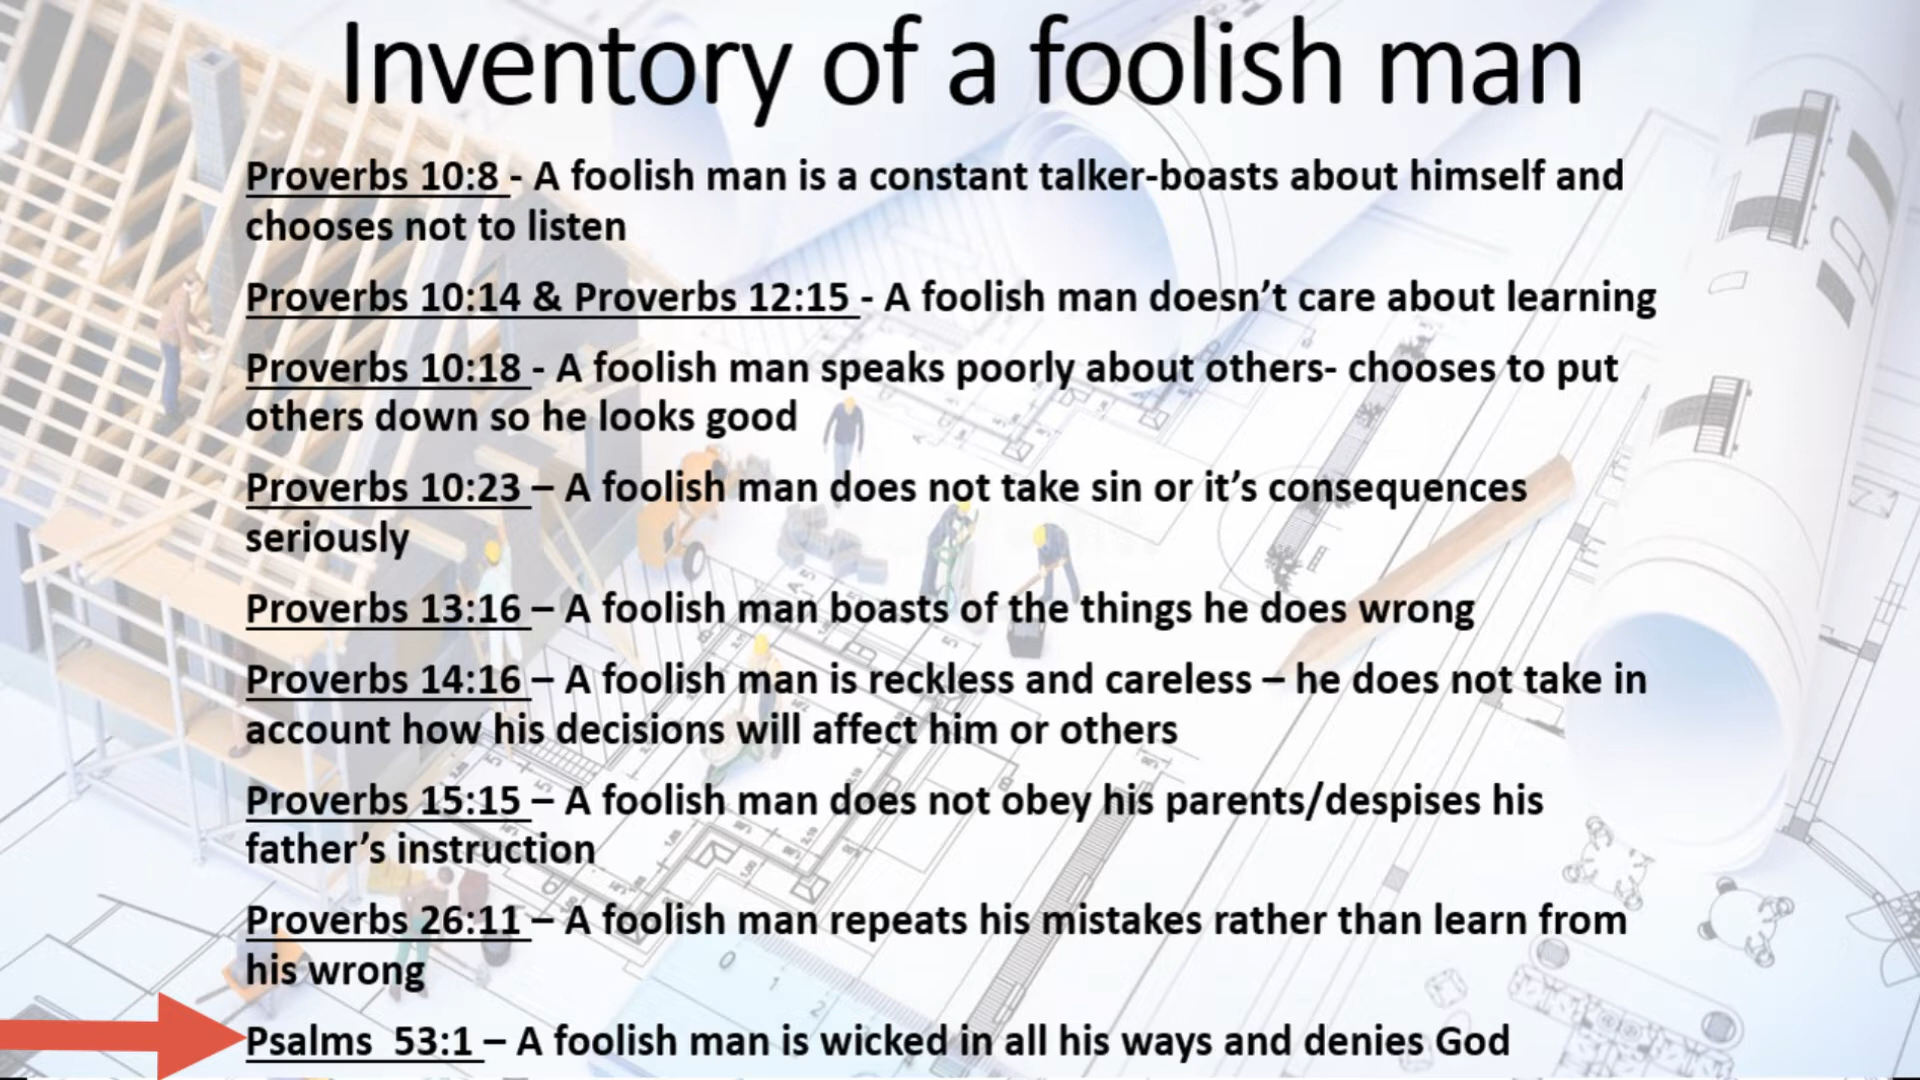 Inventory of a foolish man
Proverbs 10:8 - A foolish man is a constant talker-boasts about himself and
chooses not to listen
Proverbs 10:14 & Proverbs 12:15 - A foolish man doesn’t care about learning
Proverbs 10:18 - A foolish man speaks poorly about others- chooses to put
others down so he looks good
Proverbs 10:23 – A foolish man does not take sin or it’s consequences
seriously
Proverbs 13:16 – A foolish man boasts of the things he does wrong
Proverbs 14:16 – A foolish man is reckless and careless – he does not take in
account how his decisions will affect him or others
Proverbs 15:15 – A foolish man does not obey his parents/despises his
father’s instruction
Proverbs 26:11 – A foolish man repeats his mistakes rather than learn from
his wrong
Psalms  53:1 – A foolish man is wicked in all his ways and denies God
0
1
2